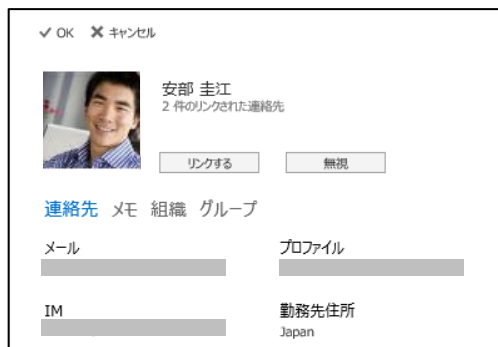 ✓ OK ✕ キャンセル
安部 圭江
2 件のリンクされた連絡先
リンクする 無視
連絡先 メモ 組織 グループ
メール プロファイル
IM 勤務先住所
Japan